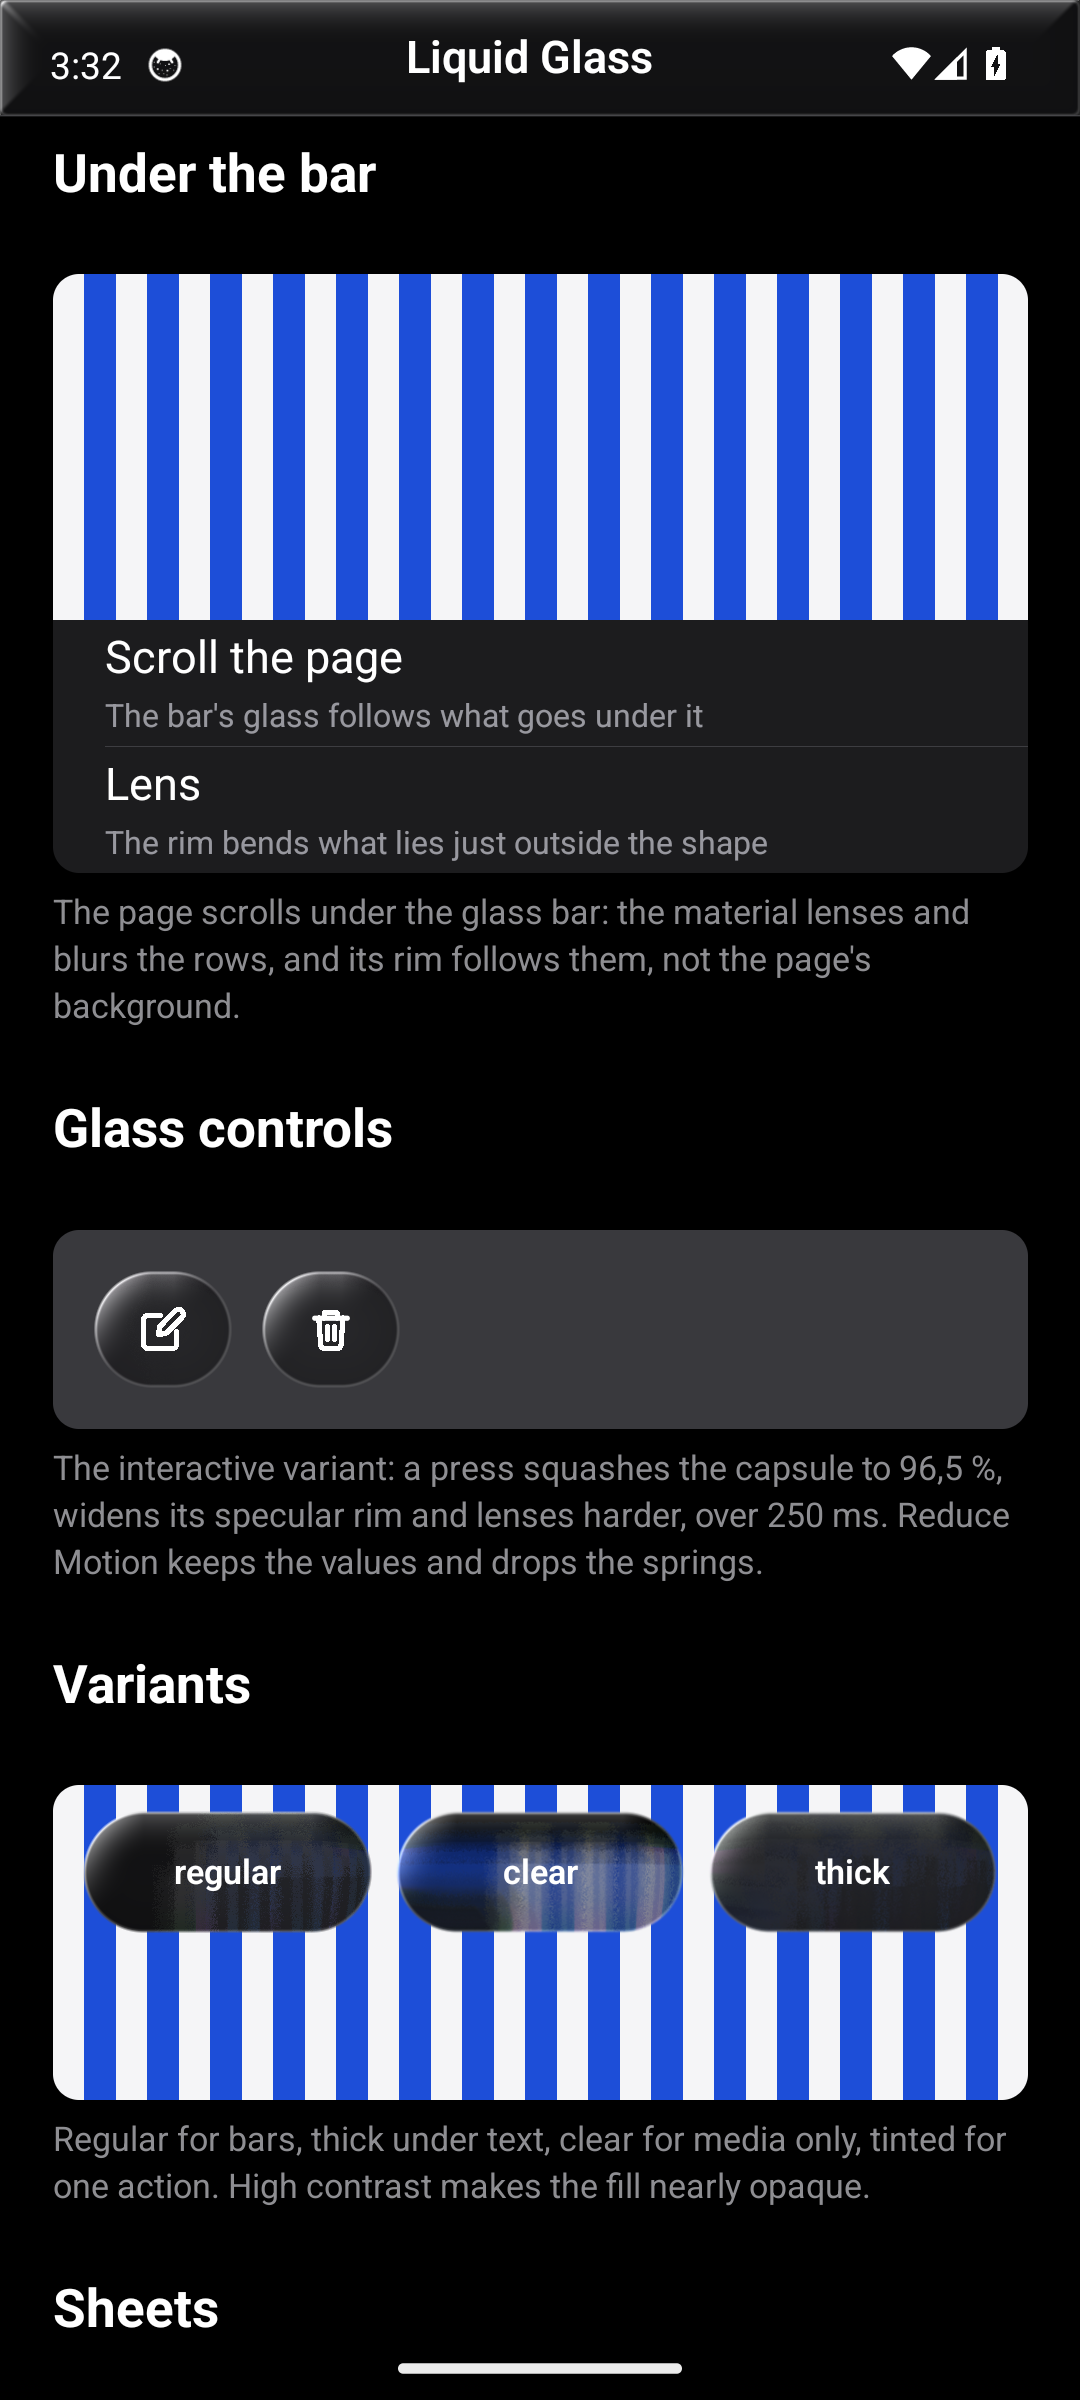 3:32
Liquid Glass
Under the bar
Scroll the page
The bar's glass follows what goes under it
Lens
The rim bends what lies just outside the shape
The page scrolls under the glass bar: the material lenses and
blurs the rows, and its rim follows them, not the page's
background.
Glass controls
The interactive variant: a press squashes the capsule to 96,5 %,
widens its specular rim and lenses harder, over 250 ms. Reduce
Motion keeps the values and drops the springs.
Variants
regular
clear
thick
Regular for bars, thick under text, clear for media only, tinted for
one action. High contrast makes the fill nearly opaque.
Sheets